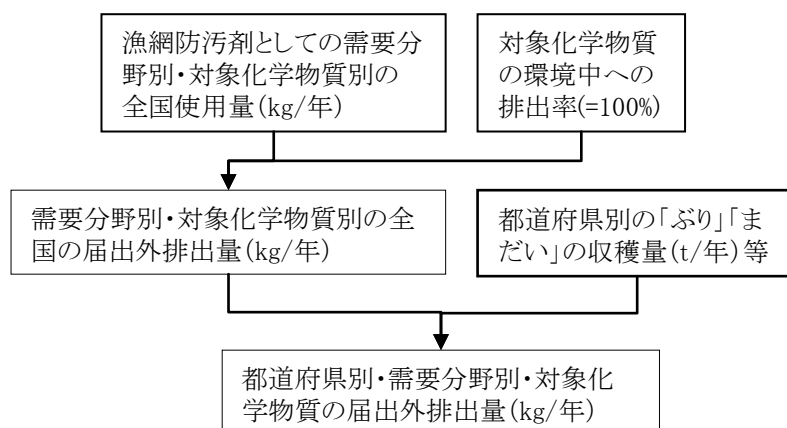 漁網防汚剤としての需要分
野別・対象化学物質別の
全国使用量(kg/年)
対象化学物質
の環境中への
排出率(=100%)
需要分野別・対象化学物質別の全
国の届出外排出量(kg/年)
都道府県別の「ぶり」「ま
だい」の収穫量(t/年)等
都道府県別・需要分野別・対象化
学物質の届出外排出量(kg/年)